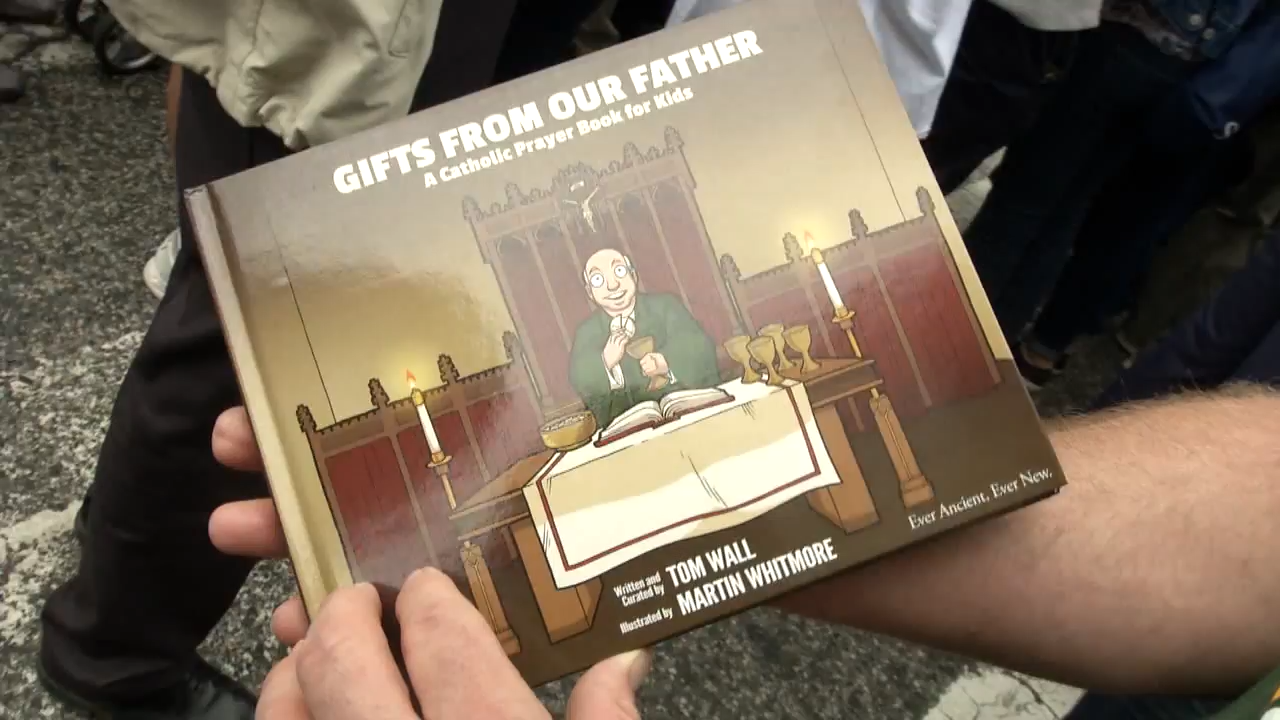 GIFTS FROM OUR FATHER
A Catholic Prayer Book for Kids
Ever Ancient, Ever New.
Written and
Curated by TOM WALL
Illustrated by MARTIN WHITMORE